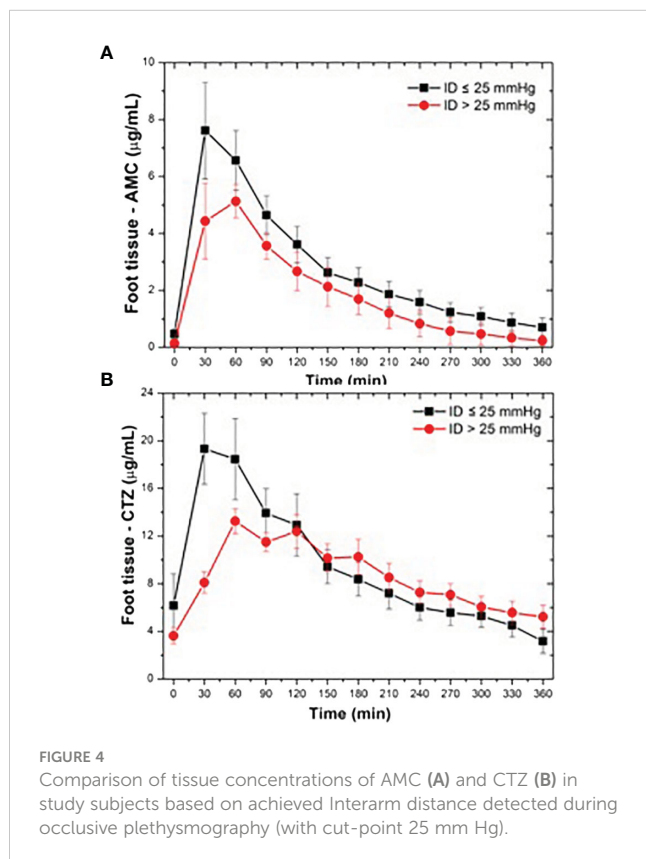 A
10
8
6
4
2
0
Foot tissue - AMC (μg/mL)
ID ≤ 25 mmHg
ID > 25 mmHg
0 30 60 90 120 150 180 210 240 270 300 330 360
Time (min)
B
24
20
16
12
8
4
0
Foot tissue - CTZ (μg/mL)
ID ≤ 25 mmHg
ID > 25 mmHg
0 30 60 90 120 150 180 210 240 270 300 330 360
Time (min)
FIGURE 4
Comparison of tissue concentrations of AMC (A) and CTZ (B) in
study subjects based on achieved Interarm distance detected during
occlusive plethysmography (with cut-point 25 mm Hg).